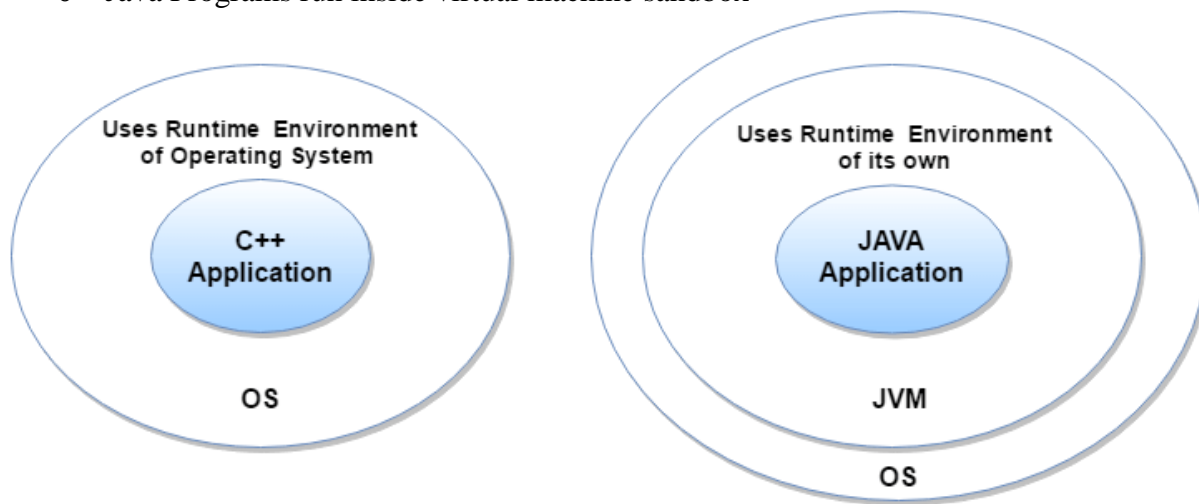 Java Programs run inside virtual machine sandbox
Uses Runtime Environment
of Operating System
C++
Application
OS
Uses Runtime Environment
of its own
JAVA
Application
JVM
OS